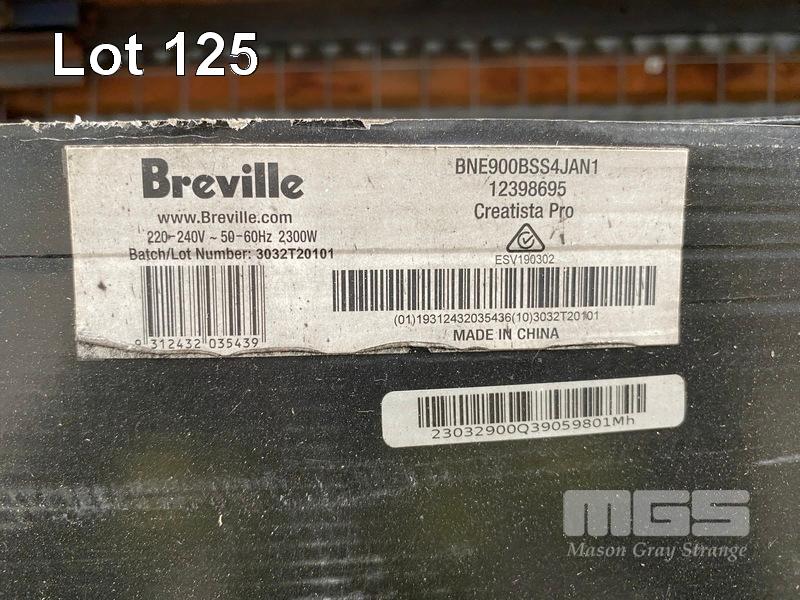 Lot 125
Breville
www.Breville.com
220-240V ~ 50-60Hz 2300W
Batch/Lot Number: 3032T20101
9 312432 035439
BNE900BSS4JAN1
12398695
Creatista Pro
ESV190302
(01)19312432035436(10)3032T20101
MADE IN CHINA
23032900Q39059801Mh
MGS
Mason Gray Strange